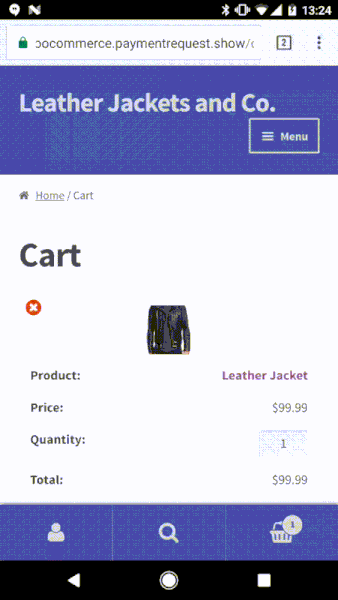 13:24
oocommerce.paymentrequest.show/c
2
Leather Jackets and Co.
Menu
Home / Cart
Cart
Product: Leather Jacket
Price: $99.99
Quantity: 1
Total: $99.99
1